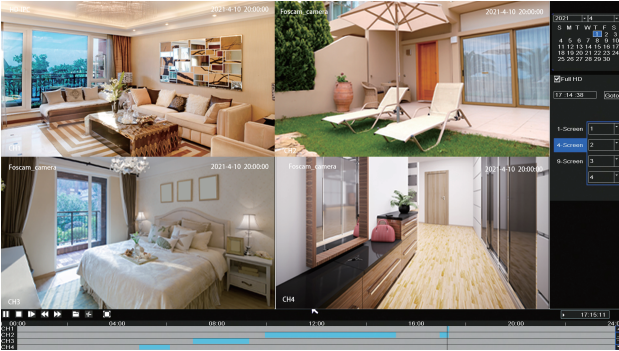 Foscam_camera
2021-4-10 20:00:00
2021-4-10 20:00:00
CH1
CH2
2021
4
S M T W T F S
1 2 3
4 5 6 7 8 9 10
11 12 13 14 15 16 17
18 19 20 21 22 23 24
25 26 27 28 29 30
Full HD
17 :14 :38
Goto
1-Screen 1
4-Screen 2
9-Screen 3
4
Foscam_camera
2021-4-10 20:00:00
Foscam_camera
2021-4-10 20:00:00
CH3
CH4
17:15:11
00:00 04:00 08:00 12:00 16:00 20:00
CH1
CH2
CH3
CH4